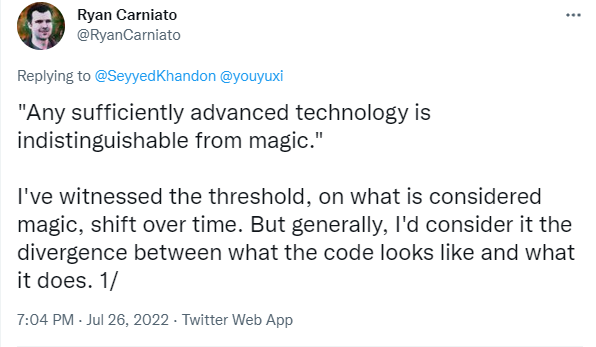 Ryan Carniato
@RyanCarniato
Replying to @SeyyedKhandon @youyuxi
"Any sufficiently advanced technology is
indistinguishable from magic."
I've witnessed the threshold, on what is considered
magic, shift over time. But generally, I'd consider it the
divergence between what the code looks like and what
it does. 1/
7:04 PM · Jul 26, 2022 · Twitter Web App